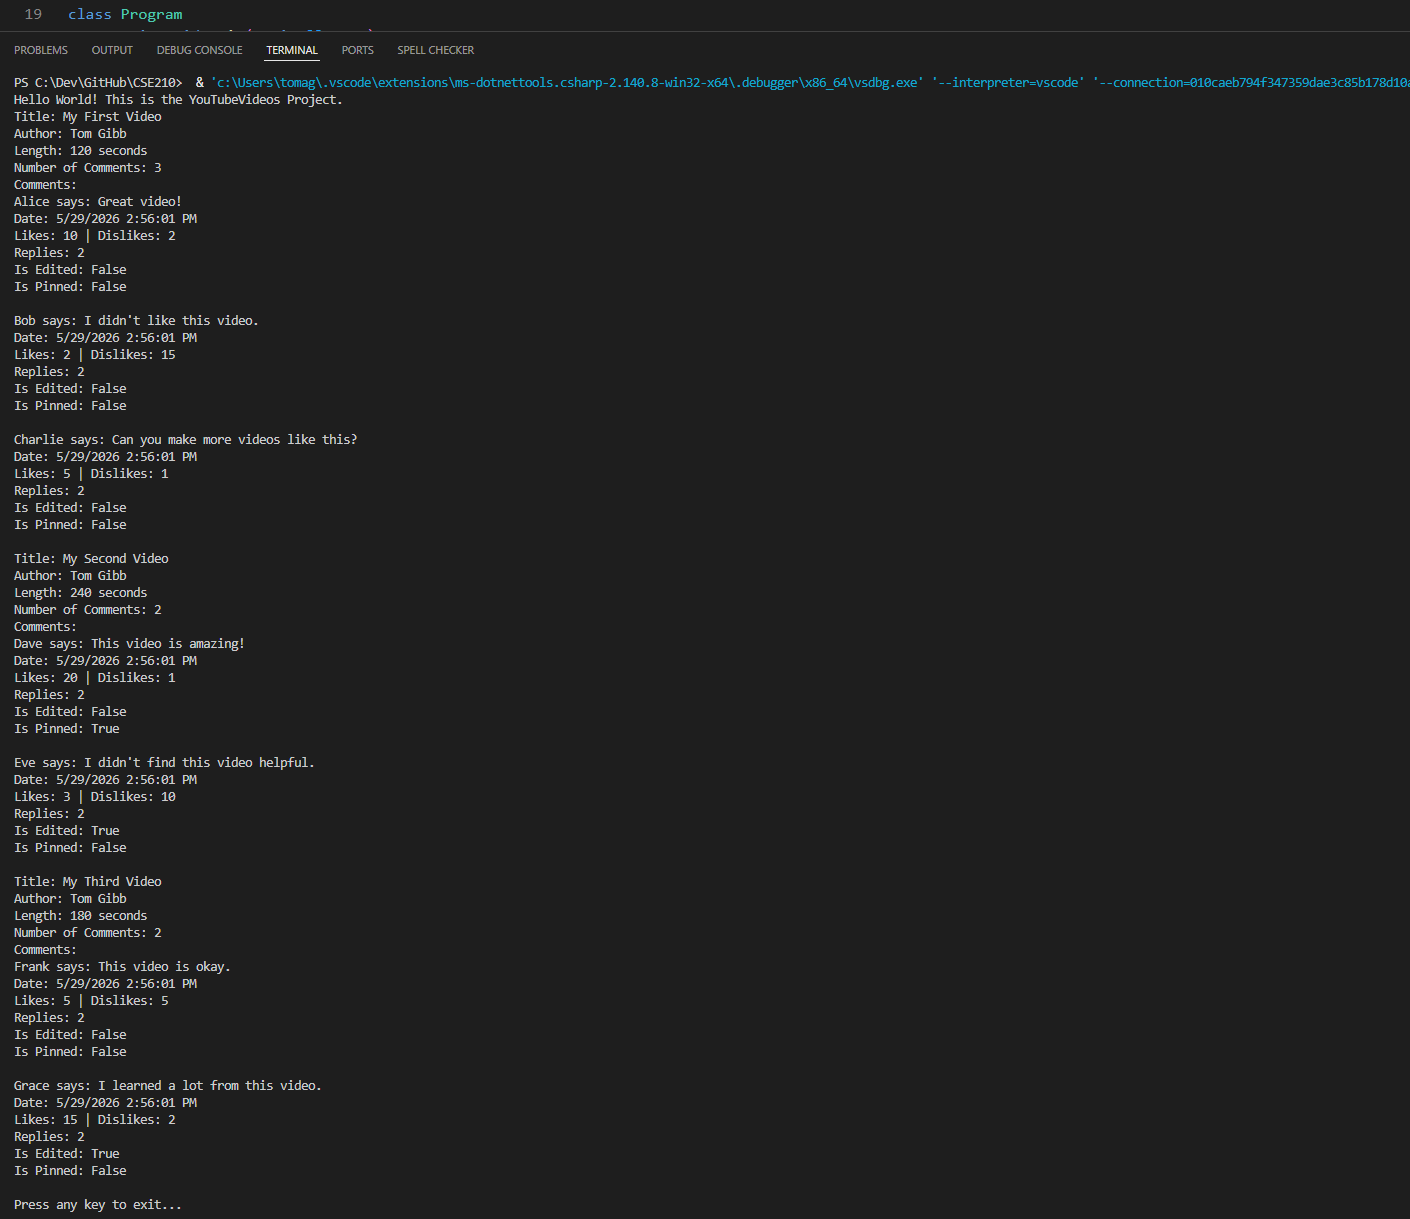 19 class Program
PROBLEMS OUTPUT DEBUG CONSOLE TERMINAL PORTS SPELL CHECKER
PS C:\Dev\GitHub\CSE210> & 'c:\Users\tomag\.vscode\extensions\ms-dotnettools.csharp-2.140.8-win32-x64\.debugger\x86_64\vsdbg.exe' '--interpreter=vscode' '--connection=010caeb794f347359dae3c85b178d10a
Hello World! This is the YouTubeVideos Project.
Title: My First Video
Author: Tom Gibb
Length: 120 seconds
Number of Comments: 3
Comments:
Alice says: Great video!
Date: 5/29/2026 2:56:01 PM
Likes: 10 | Dislikes: 2
Replies: 2
Is Edited: False
Is Pinned: False
Bob says: I didn't like this video.
Date: 5/29/2026 2:56:01 PM
Likes: 2 | Dislikes: 15
Replies: 2
Is Edited: False
Is Pinned: False
Charlie says: Can you make more videos like this?
Date: 5/29/2026 2:56:01 PM
Likes: 5 | Dislikes: 1
Replies: 2
Is Edited: False
Is Pinned: False
Title: My Second Video
Author: Tom Gibb
Length: 240 seconds
Number of Comments: 2
Comments:
Dave says: This video is amazing!
Date: 5/29/2026 2:56:01 PM
Likes: 20 | Dislikes: 1
Replies: 2
Is Edited: False
Is Pinned: True
Eve says: I didn't find this video helpful.
Date: 5/29/2026 2:56:01 PM
Likes: 3 | Dislikes: 10
Replies: 2
Is Edited: True
Is Pinned: False
Title: My Third Video
Author: Tom Gibb
Length: 180 seconds
Number of Comments: 2
Comments:
Frank says: This video is okay.
Date: 5/29/2026 2:56:01 PM
Likes: 5 | Dislikes: 5
Replies: 2
Is Edited: False
Is Pinned: False
Grace says: I learned a lot from this video.
Date: 5/29/2026 2:56:01 PM
Likes: 15 | Dislikes: 2
Replies: 2
Is Edited: True
Is Pinned: False
Press any key to exit...